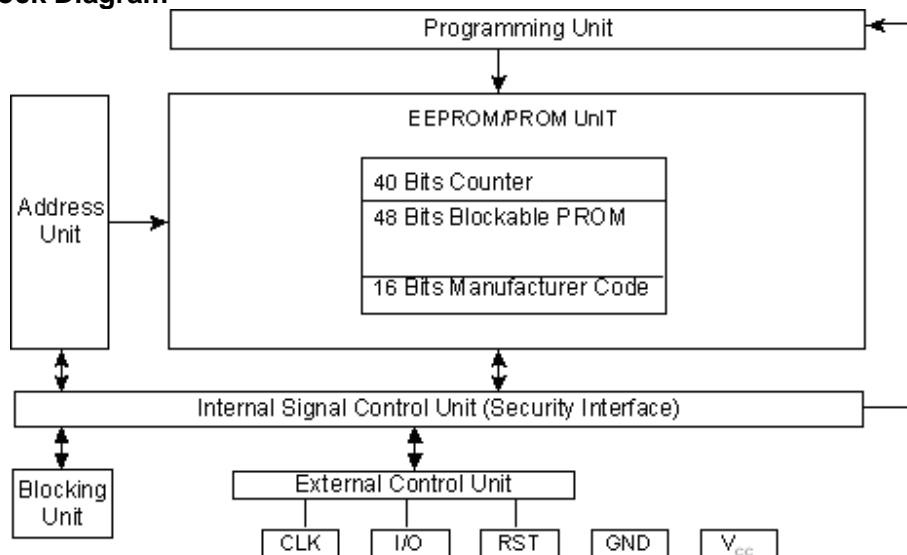 Block Diagram
Programming Unit
EEPROM/PROM UnIT
40 Bits Counter
48 Bits Blockable PROM
16 Bits Manufacturer Code
Address
Unit
Internal Signal Control Unit (Security Interface)
Blocking
Unit
External Control Unit
CLK
I/O
RST
GND
Vcc